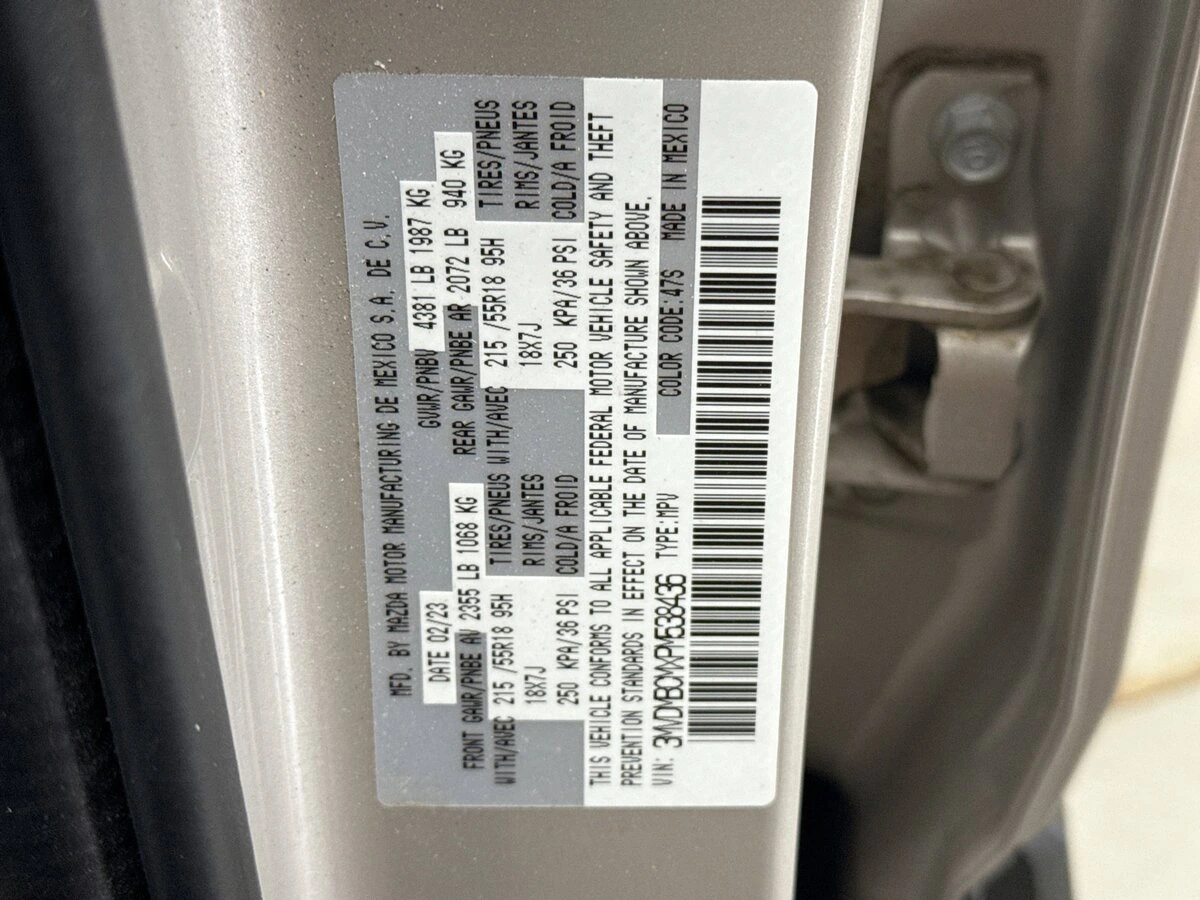 MFD. BY MAZDA MOTOR MANUFACTURING DE MEXICO S.A. DE C.V.
DATE 02/23 GVWR/PNBV 4381 LB 1987 KG
FRONT GAWR/PNBE AV 2355 LB 1068 KG REAR GAWR/PNBE AR 2072 LB 940 KG
WITH/AVEC 215 /55R18 95H TIRES/PNEUS WITH/AVEC 215 /55R18 95H TIRES/PNEUS
18X7J RIMS/JANTES 18X7J RIMS/JANTES
250 KPA/36 PSI COLD/A FROID 250 KPA/36 PSI COLD/A FROID
THIS VEHICLE CONFORMS TO ALL APPLICABLE FEDERAL MOTOR VEHICLE SAFETY AND THEFT
PREVENTION STANDARDS IN EFFECT ON THE DATE OF MANUFACTURE SHOWN ABOVE.
VIN: 3MVDMBCMXPM538436 TYPE:MPV COLOR CODE:47S MADE IN MEXICO